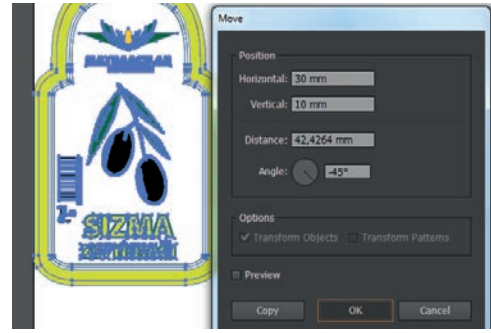 Move
Position
Horizontal: 30 mm
Vertical: 10 mm
Distance: 42,4264 mm
Angle: -45°
Options
Transform Objects Transform Patterns
Preview
Copy OK Cancel
SIZMA